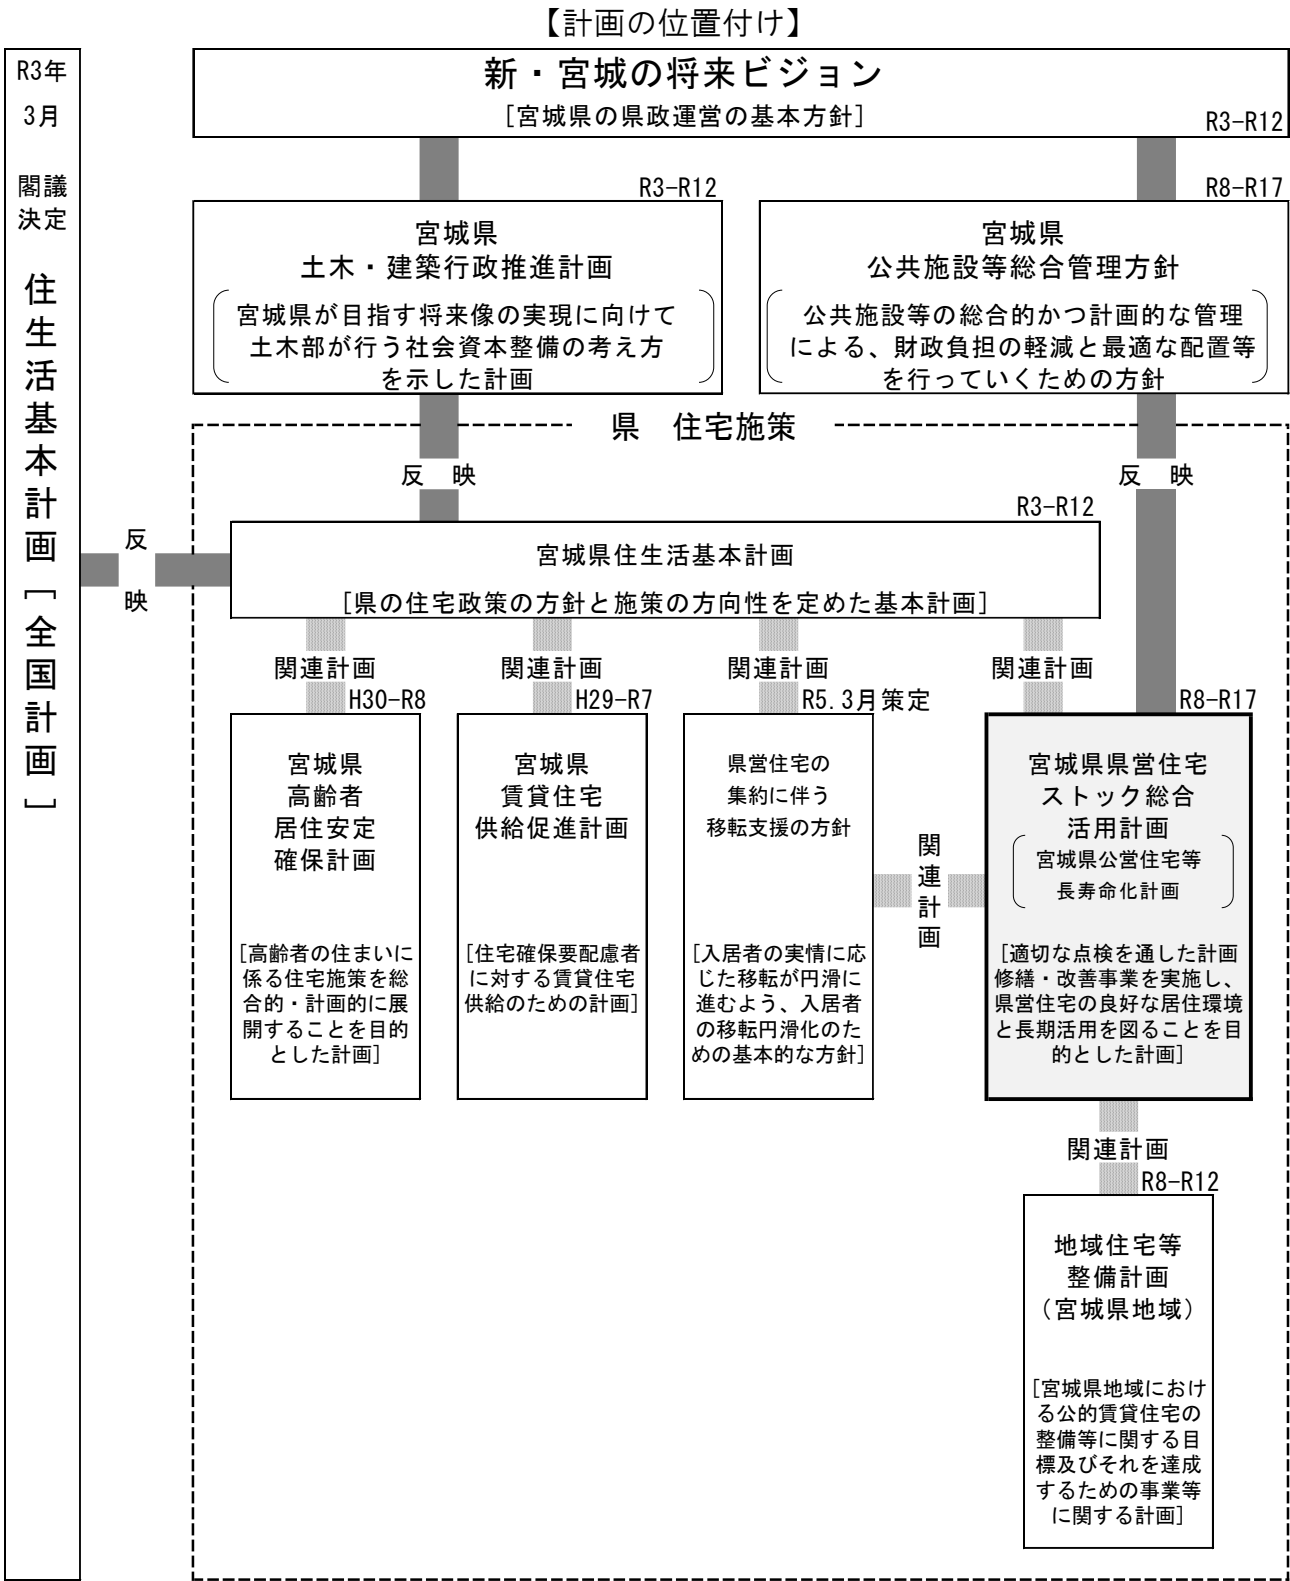 【計画の位置付け】
R3年
3月
閣議
決定
住生活基本計画［全国計画］
新・宮城の将来ビジョン
[宮城県の県政運営の基本方針]
R3-R12
R3-R12
宮城県
土木・建築行政推進計画
宮城県が目指す将来像の実現に向けて
土木部が行う社会資本整備の考え方
を示した計画
R8-R17
宮城県
公共施設等総合管理方針
公共施設等の総合的かつ計画的な管理
による、財政負担の軽減と最適な配置等
を行っていくための方針
県　住宅施策
反　映
反　映
反
映
R3-R12
宮城県住生活基本計画
[県の住宅政策の方針と施策の方向性を定めた基本計画]
関連計画
関連計画
関連計画
関連計画
H30-R8
宮城県
高齢者
居住安定
確保計画
[高齢者の住まいに
係る住宅施策を総
合的・計画的に展
開することを目的
とした計画]
H29-R7
宮城県
賃貸住宅
供給促進計画
[住宅確保要配慮者
に対する賃貸住宅
供給のための計画]
R5.3月策定
県営住宅の
集約に伴う
移転支援の方針
[入居者の実情に応
じた移転が円滑に
進むよう、入居者
の移転円滑化のた
めの基本的な方針]
関連計画
R8-R17
宮城県県営住宅
ストック総合
活用計画
宮城県公営住宅等
長寿命化計画
[適切な点検を通した計画
修繕・改善事業を実施し、
県営住宅の良好な居住環境
と長期活用を図ることを目
的とした計画]
関連計画
R8-R12
地域住宅等
整備計画
（宮城県地域）
[宮城県地域におけ
る公的賃貸住宅の
整備等に関する目
標及びそれを達成
するための事業等
に関する計画]